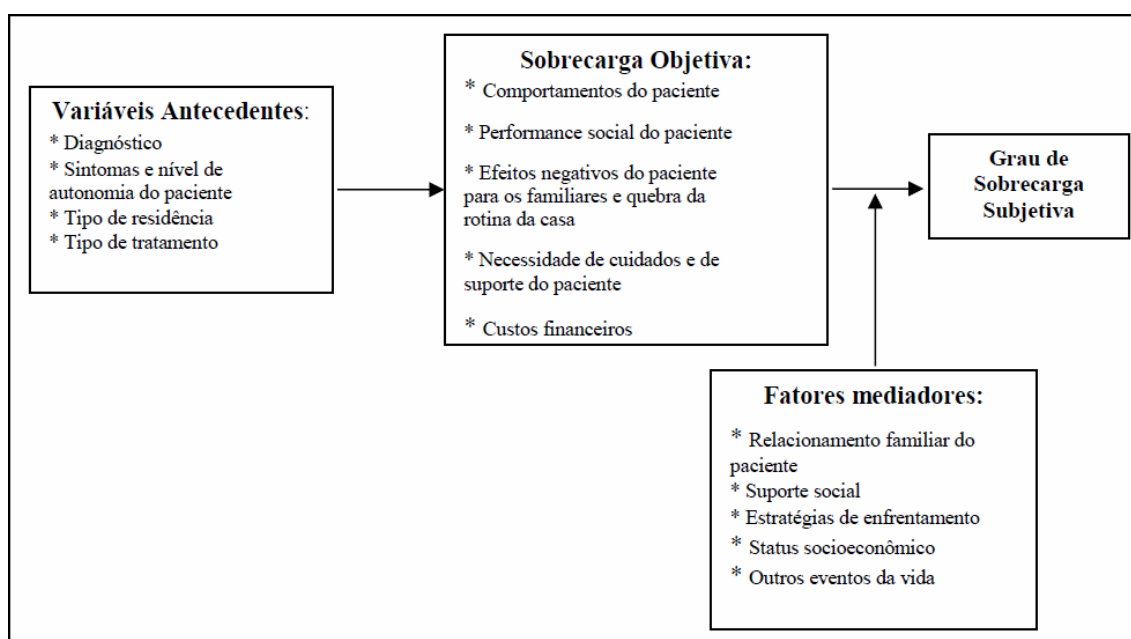 Variáveis Antecedentes:
* Diagnóstico
* Sintomas e nível de
autonomia do paciente
* Tipo de residência
* Tipo de tratamento
Sobrecarga Objetiva:
* Comportamentos do paciente
* Performance social do paciente
* Efeitos negativos do paciente
para os familiares e quebra da
rotina da casa
* Necessidade de cuidados e de
suporte do paciente
* Custos financeiros
Grau de
Sobrecarga
Subjetiva
Fatores mediadores:
* Relacionamento familiar do
paciente
* Suporte social
* Estratégias de enfrentamento
* Status socioeconômico
* Outros eventos da vida